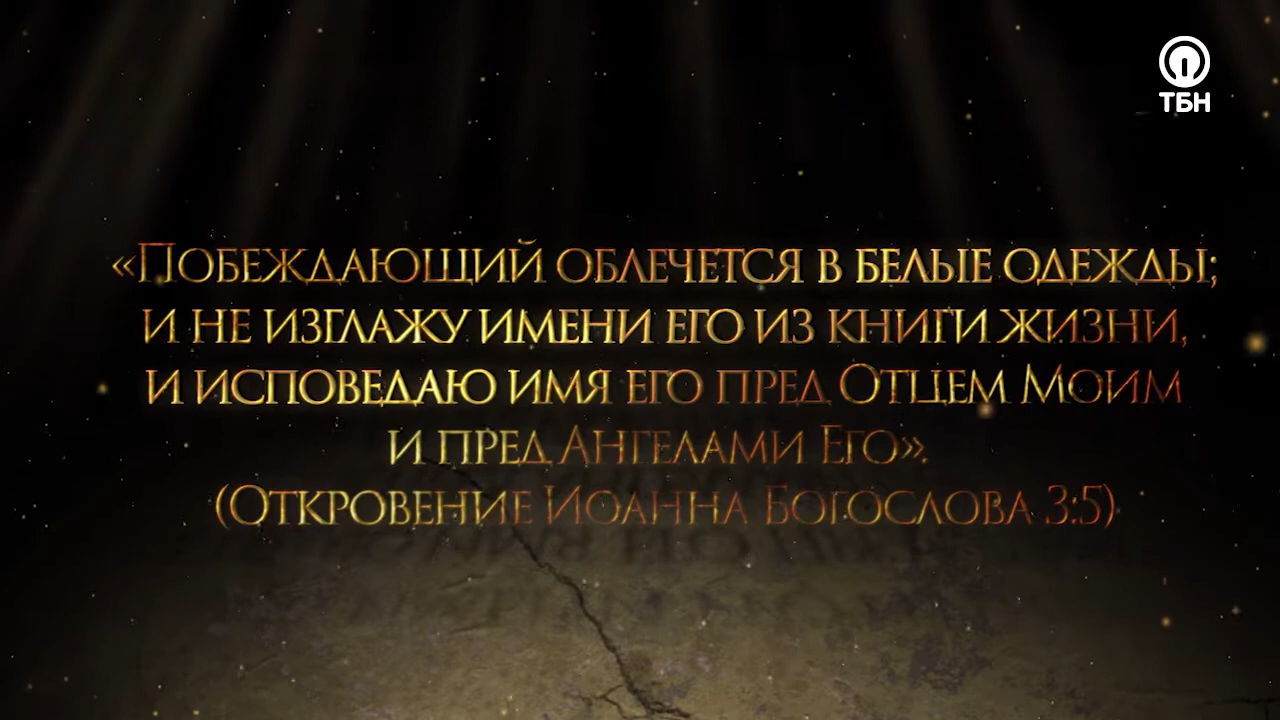 ТБН
«Побеждающий облечется в белые одежды;
и не изглажу имени его из книги жизни,
и исповедаю имя его пред Отцем Моим
и пред Ангелами Его».
(Откровение Иоанна Богослова 3:5)